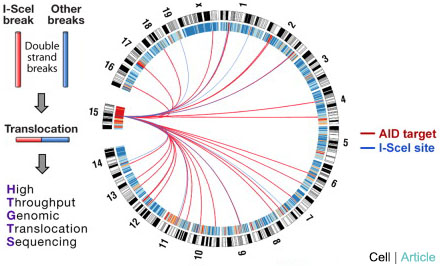 I-SceI Other
break breaks
Double
strand
breaks
Translocation
High
Throughput
Genomic
Translocation
Sequencing
x
1
2
3
4
5
6
7
8
9
10
11
12
13
14
15
16
17
18
19
AID target
I-SceI site
Cell | Article